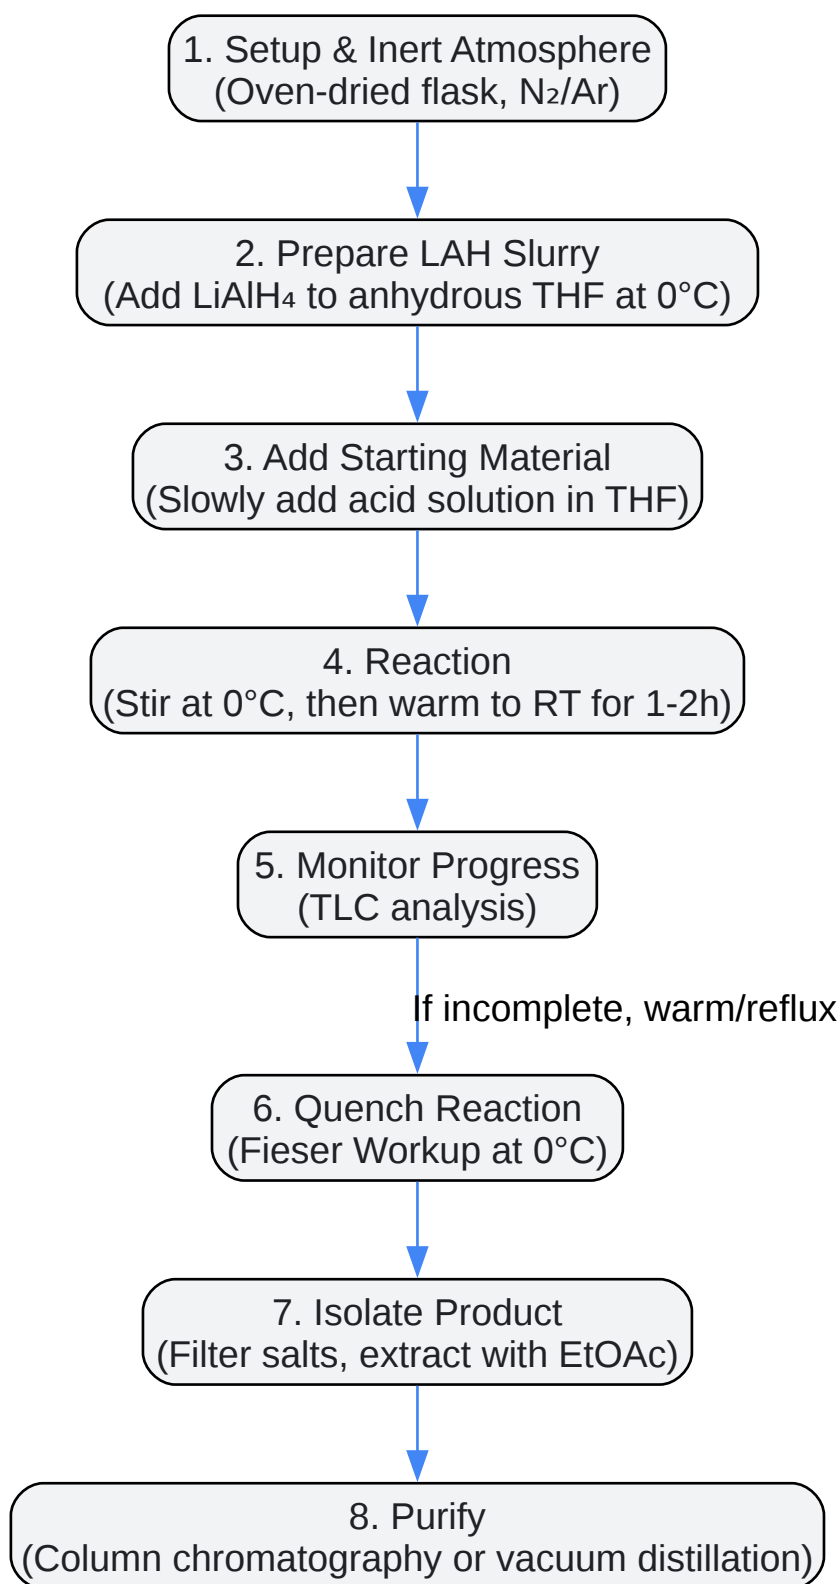 1. Setup & Inert Atmosphere
(Oven-dried flask, N₂/Ar)
2. Prepare LAH Slurry
(Add LiAlH₄ to anhydrous THF at 0°C)
3. Add Starting Material
(Slowly add acid solution in THF)
4. Reaction
(Stir at 0°C, then warm to RT for 1-2h)
5. Monitor Progress
(TLC analysis)
If incomplete, warm/reflux
6. Quench Reaction
(Fieser Workup at 0°C)
7. Isolate Product
(Filter salts, extract with EtOAc)
8. Purify
(Column chromatography or vacuum distillation)